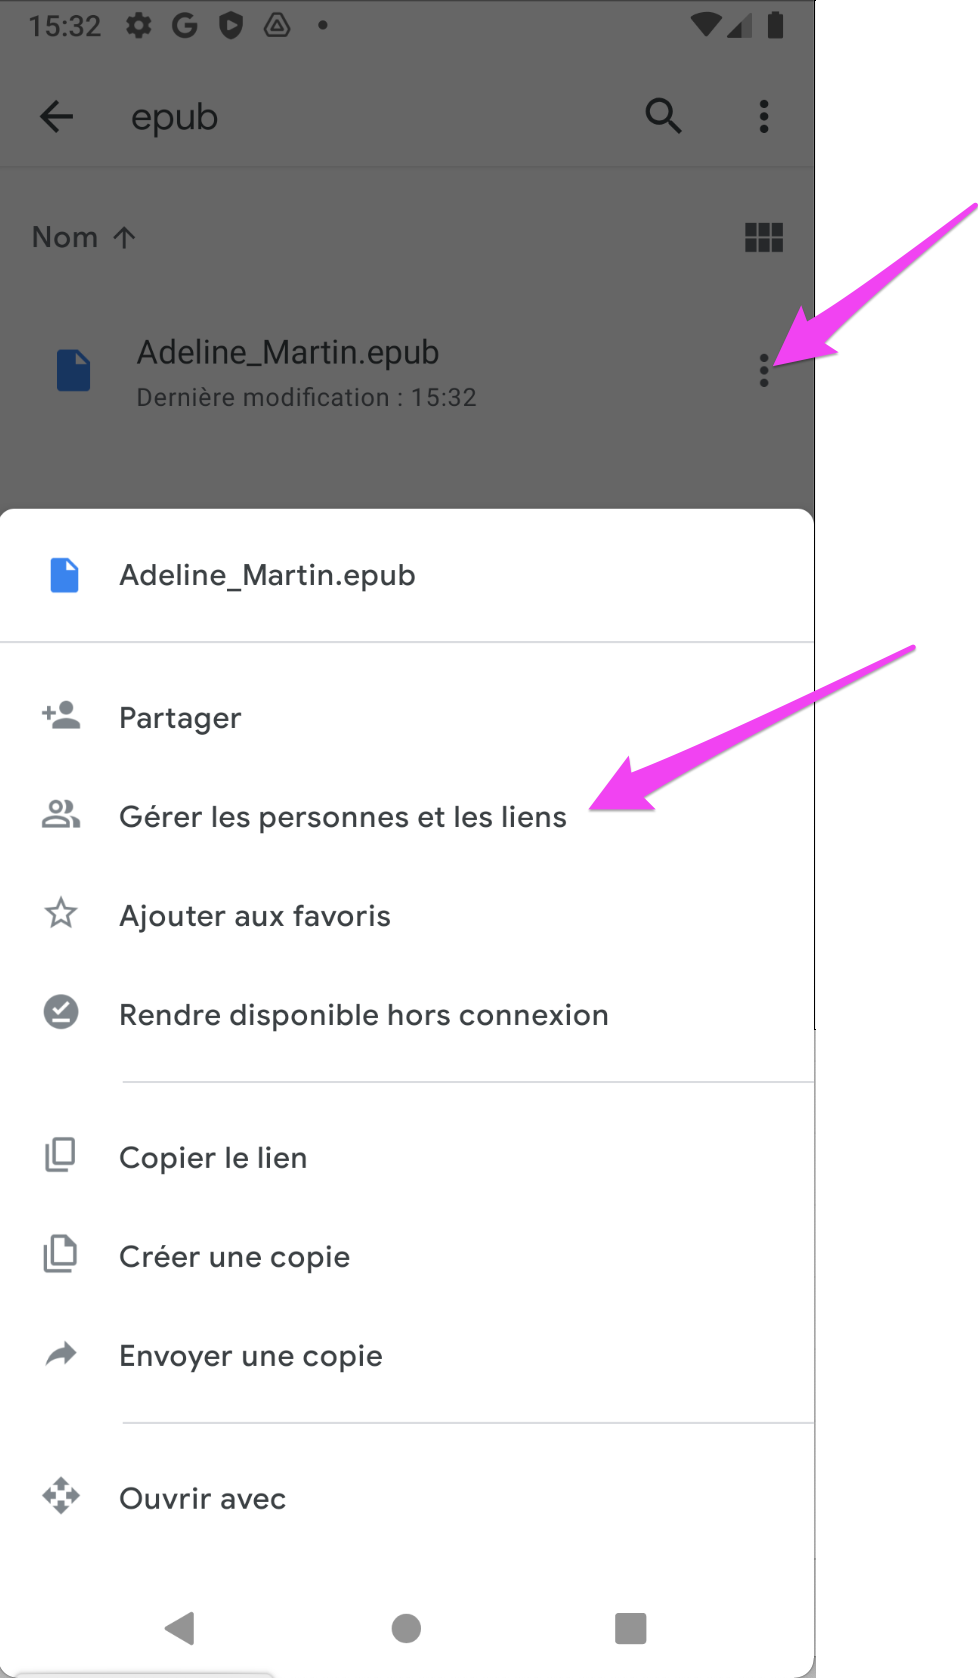 15:32
epub
Nom
Adeline_Martin.epub
Dernière modification : 15:32
Adeline_Martin.epub
Partager
Gérer les personnes et les liens
Ajouter aux favoris
Rendre disponible hors connexion
Copier le lien
Créer une copie
Envoyer une copie
Ouvrir avec